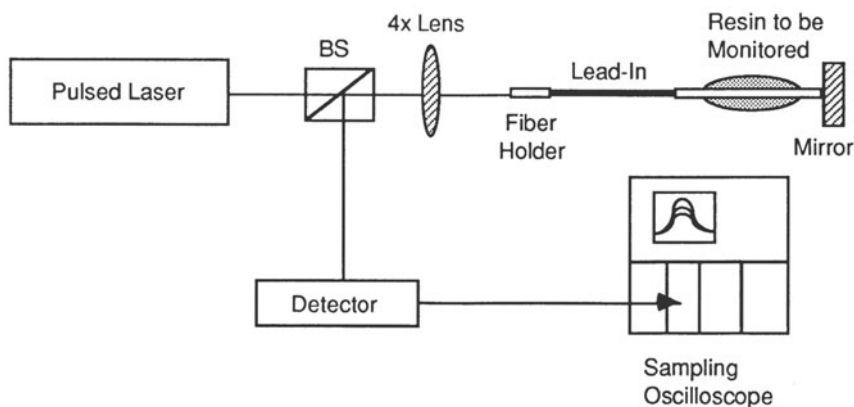 Pulsed Laser
BS
4x Lens
Fiber
Holder
Lead-In
Resin to be
Monitored
Mirror
Detector
Sampling
Oscilloscope